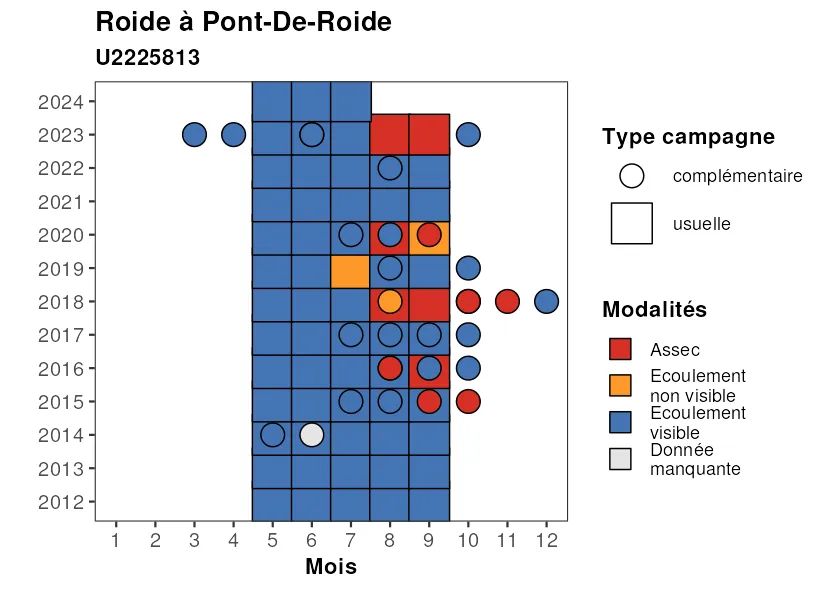 Roide à Pont-De-Roide
U2225813
2024
2023
2022
2021
2020
2019
2018
2017
2016
2015
2014
2013
2012
1 2 3 4 5 6 7 8 9 10 11 12
Mois
Type campagne
complémentaire
usuelle
Modalités
Assec
Ecoulement
non visible
Ecoulement
visible
Donnée
manquante